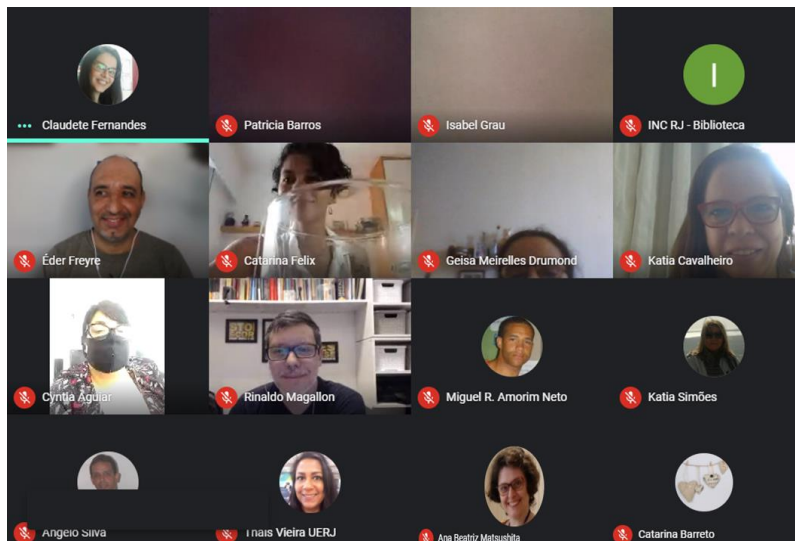 Claudete Fernandes
Patricia Barros
Isabel Grau
I
INC RJ - Biblioteca
Éder Freyre
Catarina Felix
Geisa Meirelles Drumond
Katia Cavalheiro
Cyntia Aguiar
Rinaldo Magallon
Miguel R. Amorim Neto
Katia Simões
Angelo Silva
Thais Vieira UERJ
Ana Beatriz Matsushita
Catarina Barreto